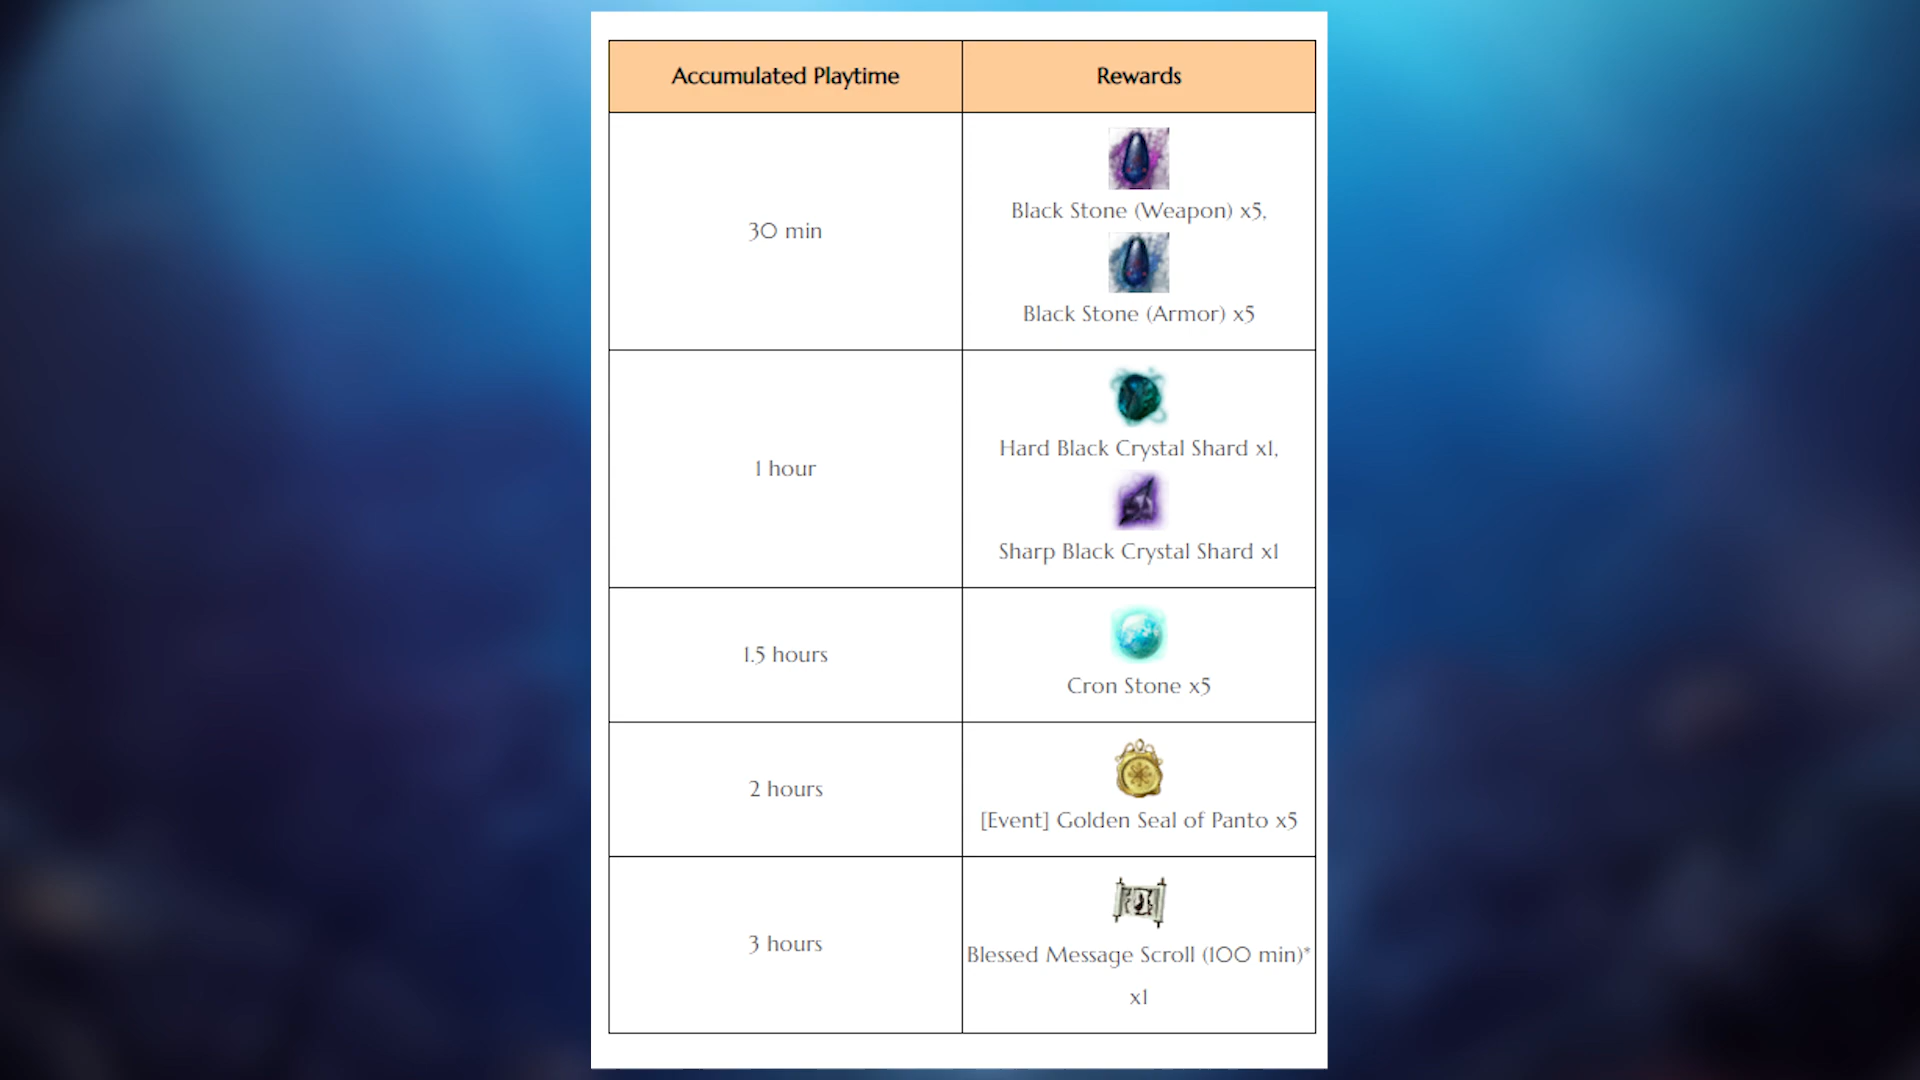 Accumulated Playtime
Rewards
30 min
Black Stone (Weapon) x5,
Black Stone (Armor) x5
1 hour
Hard Black Crystal Shard x1,
Sharp Black Crystal Shard x1
1.5 hours
Cron Stone x5
2 hours
[Event] Golden Seal of Panto x5
3 hours
Blessed Message Scroll (100 min)*
x1